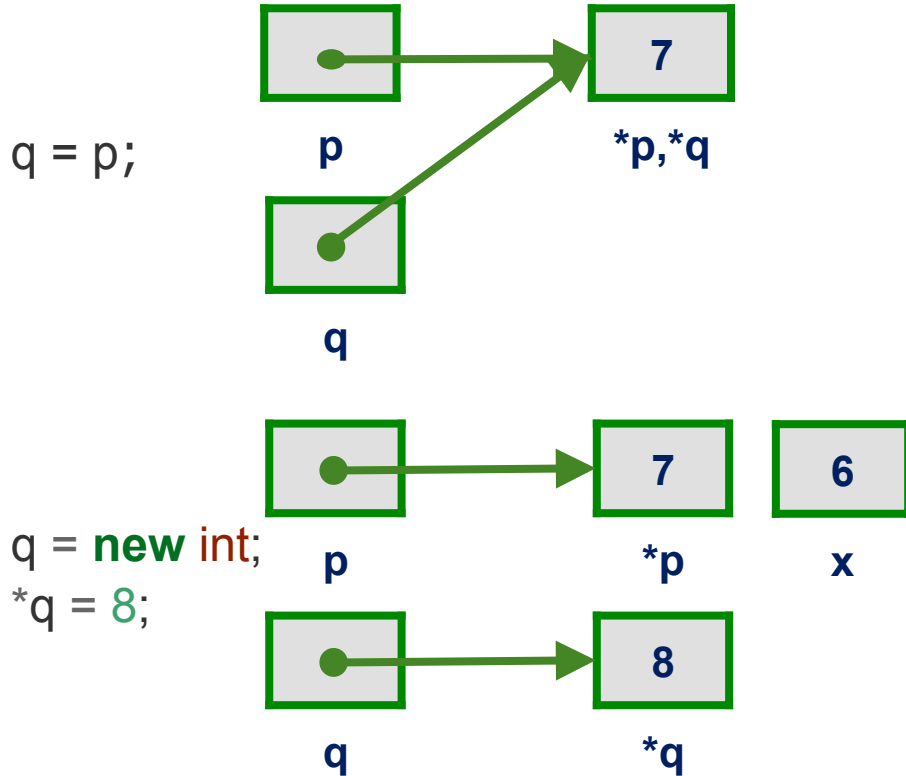 7
q = p;
p
*p,*q
q
7
6
q = new int;
p
*p
x
*q = 8;
8
q
*q